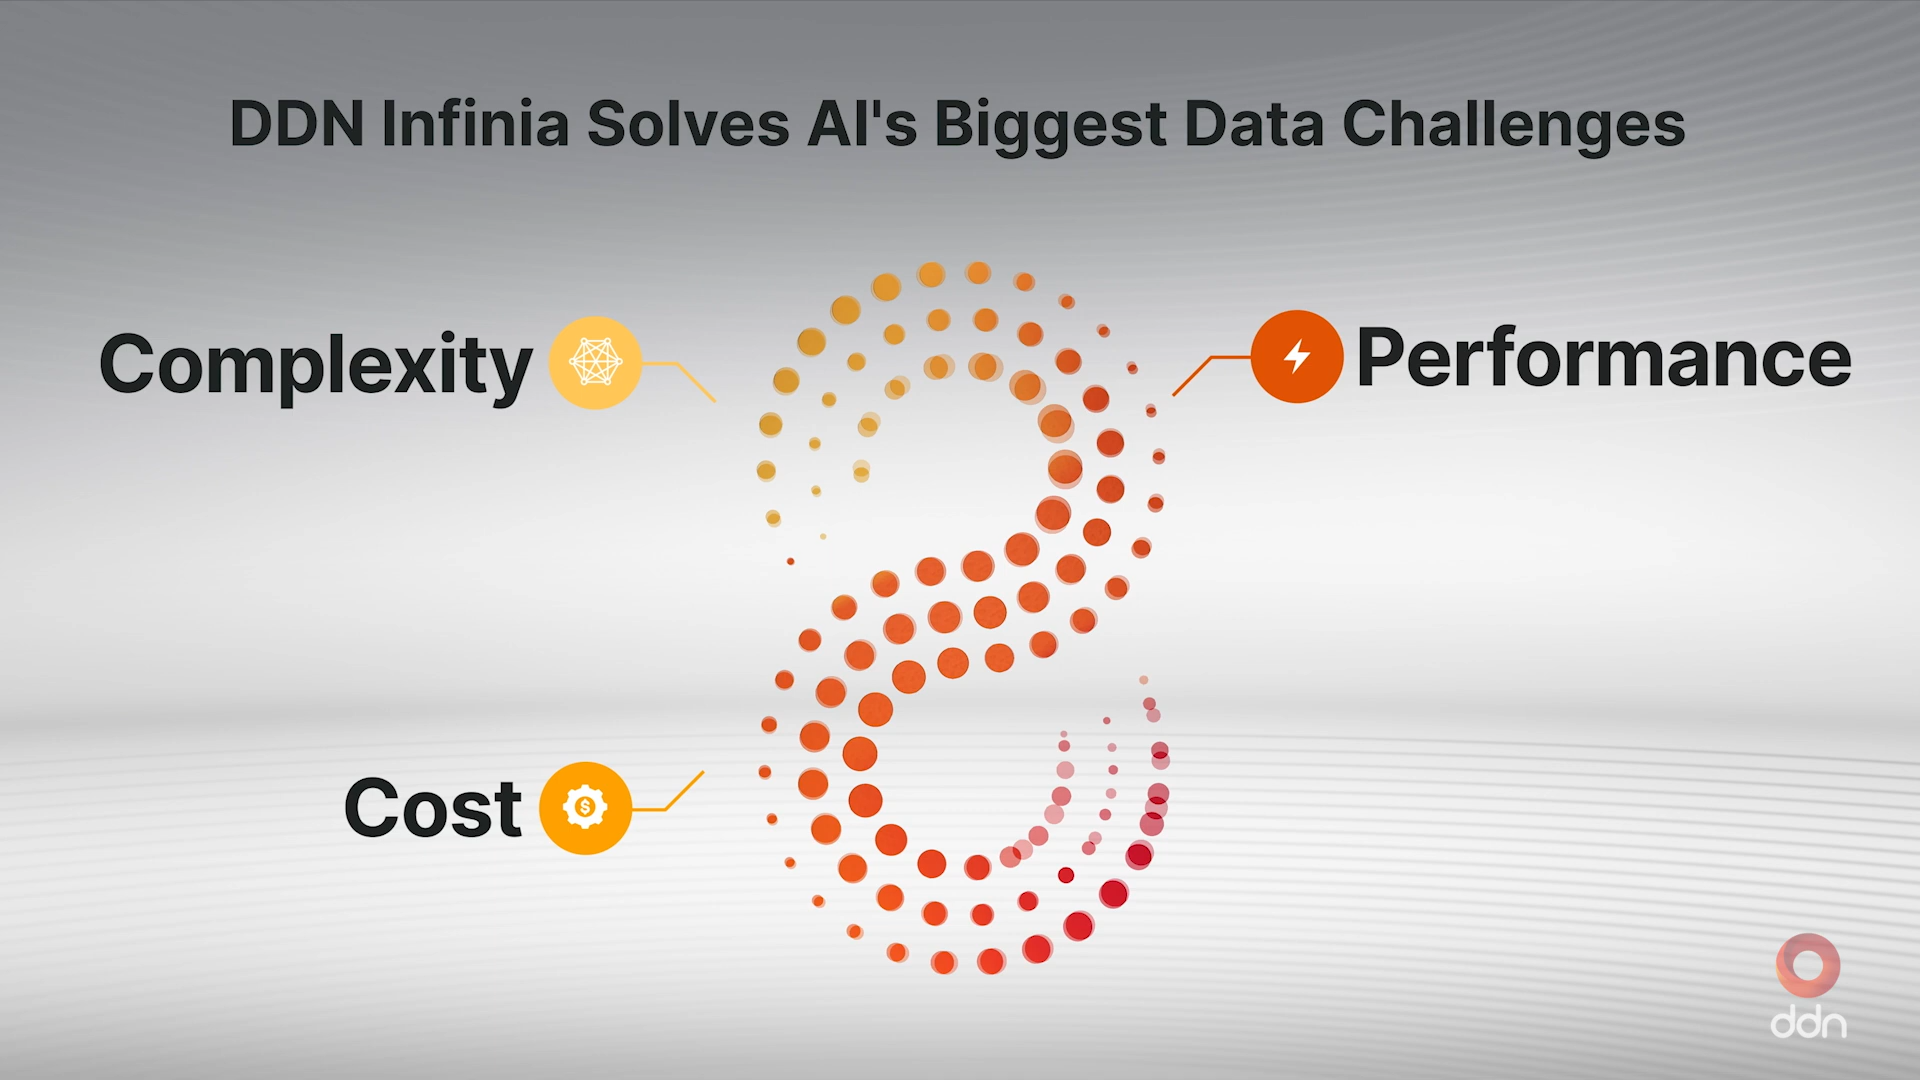 DDN Infinia Solves AI's Biggest Data Challenges
Complexity
Performance
Cost
$
ddn